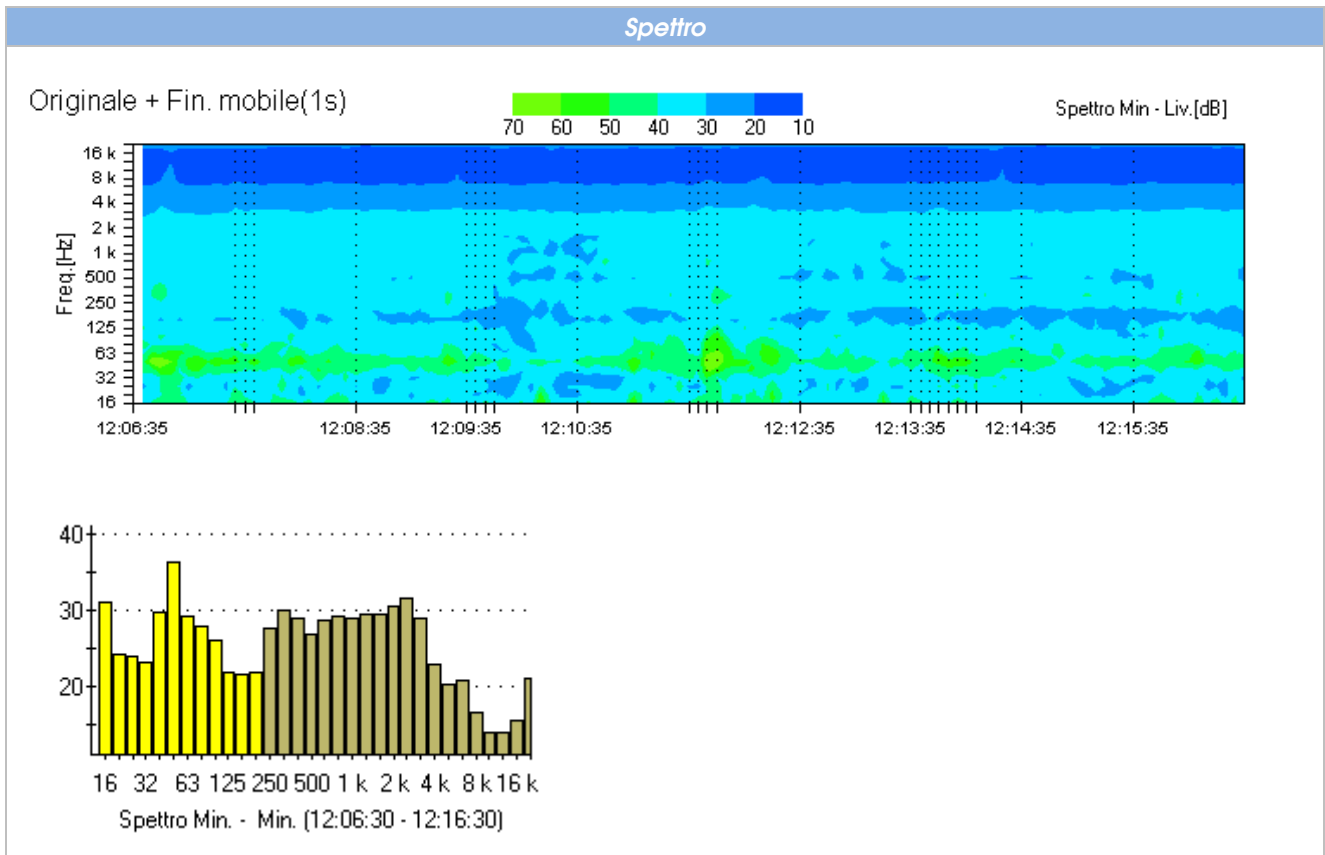 Spettro
Originale + Fin. mobile(1s)
70 60 50 40 30 20 10
Spettro Min - Liv.[dB]
Freq.[Hz]
16 k
8 k
4 k
2 k
1 k
500
250
125
63
32
16
12:06:35 12:08:35 12:09:35 12:10:35 12:12:35 12:13:35 12:14:35 12:15:35
40
30
20
16 32 63 125 250 500 1 k 2 k 4 k 8 k 16 k
Spettro Min. - Min. (12:06:30 - 12:16:30)